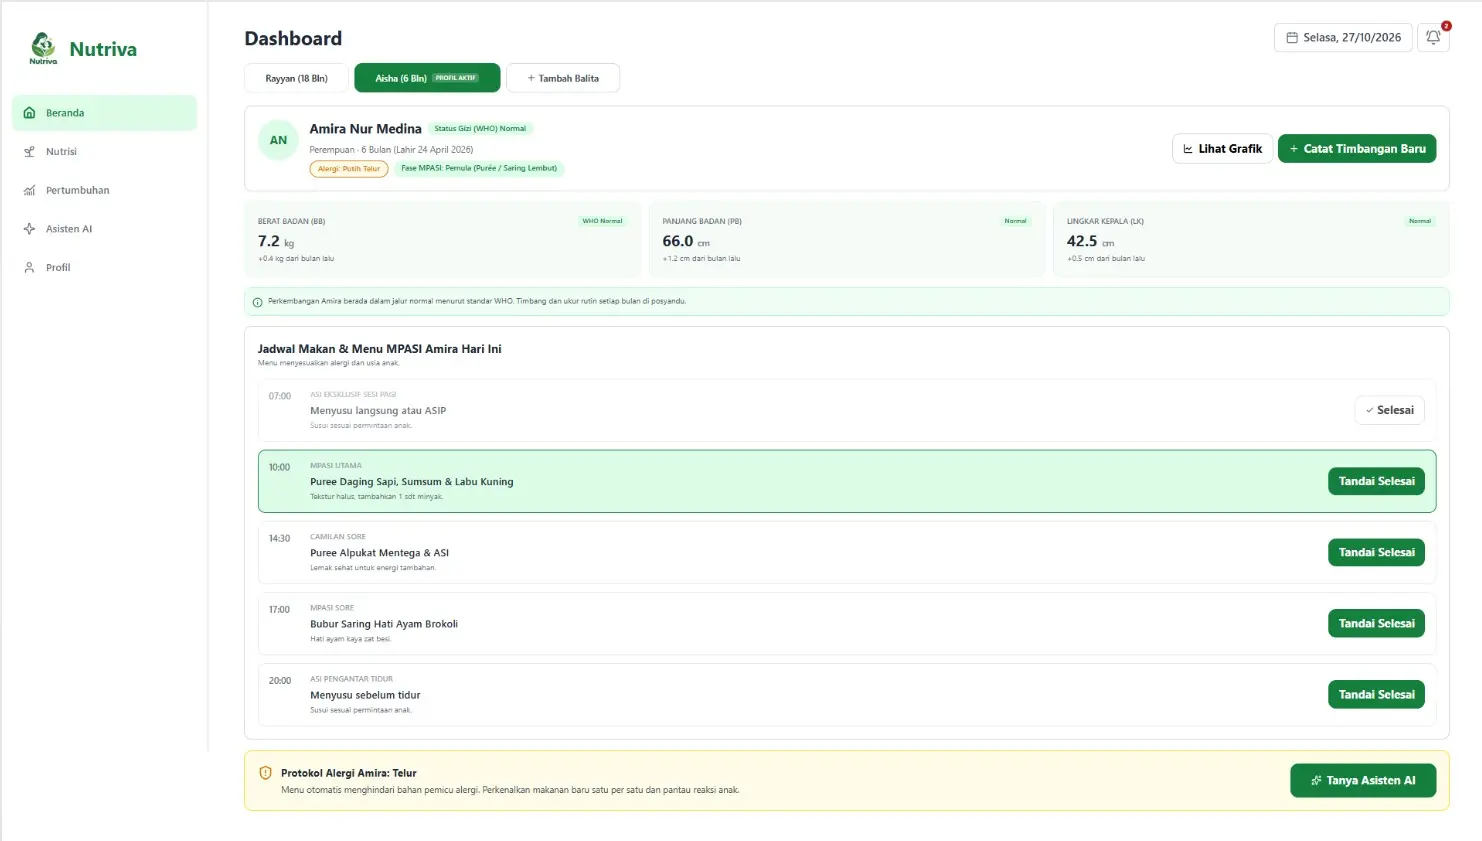 Nutriva
Nutriva
Beranda
Nutrisi
Pertumbuhan
Asisten AI
Profil
Dashboard
Selasa, 27/10/2026
2
Rayyan (18 Bln)
Aisha (6 Bln) PROFIL AKTIF
+ Tambah Balita
AN
Amira Nur Medina Status Gizi (WHO) Normal
Perempuan · 6 Bulan (Lahir 24 April 2026)
Alergi: Putih Telur Fase MPASI: Pemula (Purée / Saring Lembut)
Lihat Grafik
+ Catat Timbangan Baru
BERAT BADAN (BB) WHO Normal
7.2 kg
+0.4 kg dari bulan lalu
PANJANG BADAN (PB) Normal
66.0 cm
+1.2 cm dari bulan lalu
LINGKAR KEPALA (LK) Normal
42.5 cm
+0.5 cm dari bulan lalu
Perkembangan Amira berada dalam jalur normal menurut standar WHO. Timbang dan ukur rutin setiap bulan di posyandu.
Jadwal Makan & Menu MPASI Amira Hari Ini
Menu menyesuaikan alergi dan usia anak.
07:00
ASI EKSKLUSIF SESI PAGI
Menyusu langsung atau ASIP
Susui sesuai permintaan anak.
Selesai
10:00
MPASI UTAMA
Puree Daging Sapi, Sumsum & Labu Kuning
Tekstur halus, tambahkan 1 sdt minyak.
Tandai Selesai
14:30
CAMILAN SORE
Puree Alpukat Mentega & ASI
Lemak sehat untuk energi tambahan.
Tandai Selesai
17:00
MPASI SORE
Bubur Saring Hati Ayam Brokoli
Hati ayam kaya zat besi.
Tandai Selesai
20:00
ASI PENGANTAR TIDUR
Menyusu sebelum tidur
Susui sesuai permintaan anak.
Tandai Selesai
Protokol Alergi Amira: Telur
Menu otomatis menghindari bahan pemicu alergi. Perkenalkan makanan baru satu per satu dan pantau reaksi anak.
Tanya Asisten AI